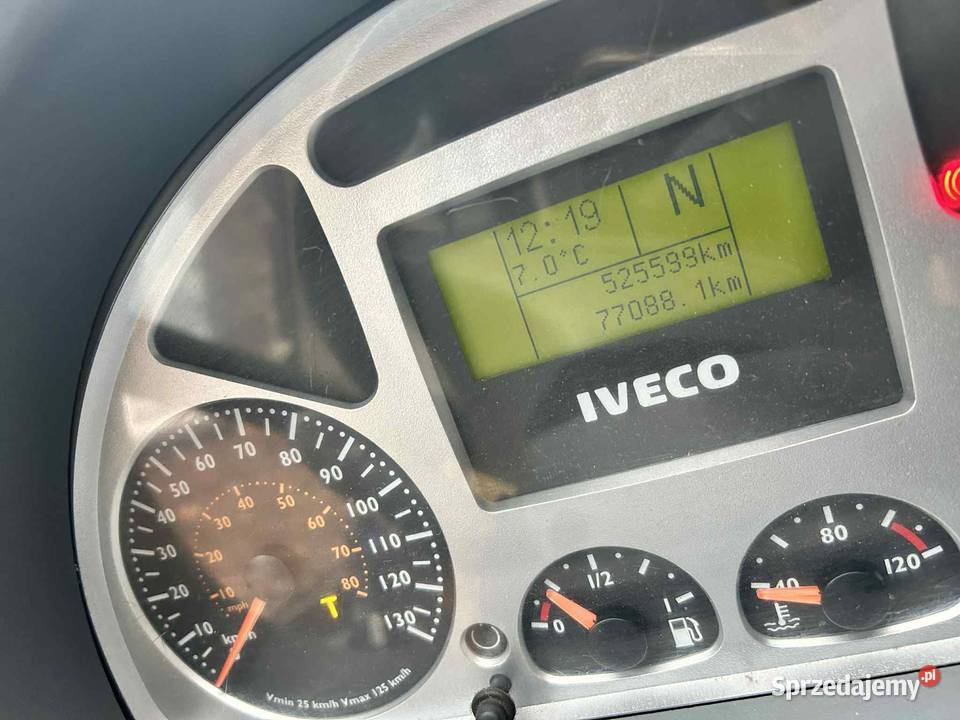 12:19 N
7.0°C
525599km
77088.1km
IVECO
10 20 30 40 50 60 70 80 90 100 110 120 130
km/h
10 20 30 40 50 60 70 80
mph
T
Vmin 25 km/h Vmax 125 km/h
0 1/2 1
40 80 120
Sprzedajemy.pl